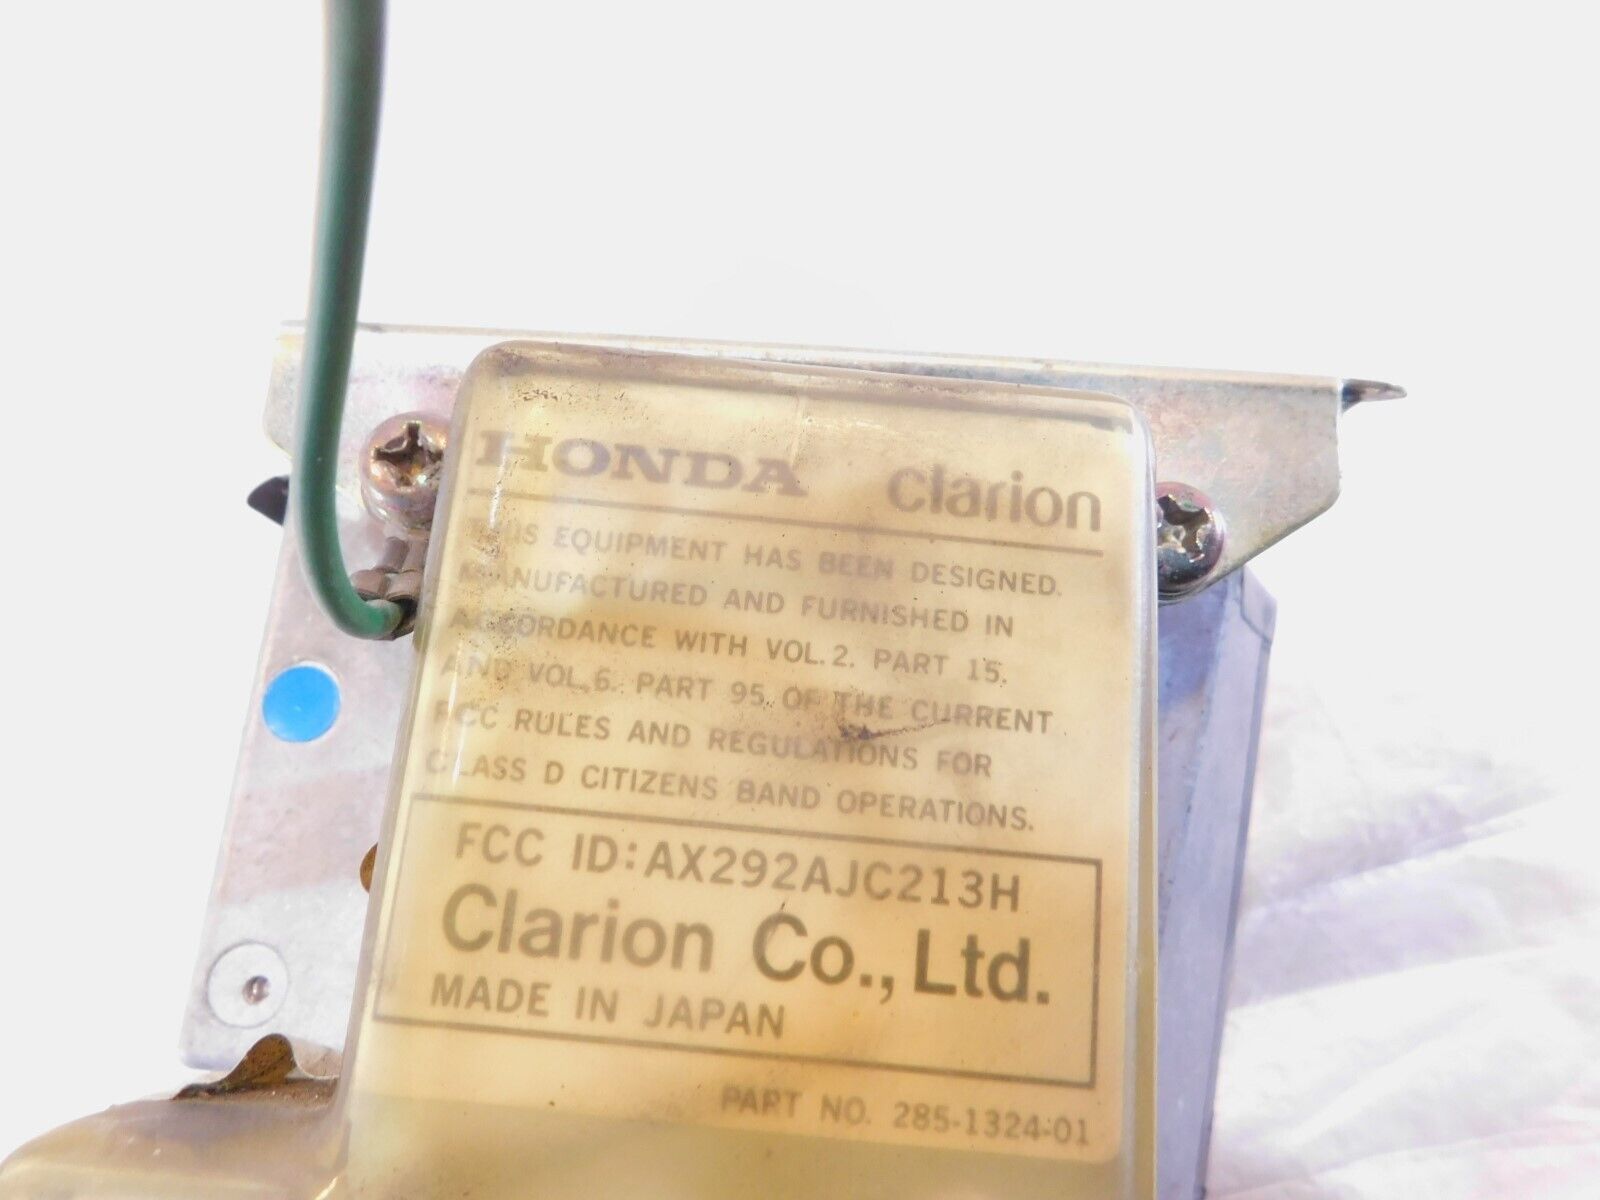 HONDA Clarion
THIS EQUIPMENT HAS BEEN DESIGNED.
MANUFACTURED AND FURNISHED IN
ACCORDANCE WITH VOL.2. PART 15.
AND VOL.6. PART 95. OF THE CURRENT
FCC RULES AND REGULATIONS FOR
CLASS D CITIZENS BAND OPERATIONS.
FCC ID:AX292AJC213H
Clarion Co., Ltd.
MADE IN JAPAN
PART NO. 285-1324-01